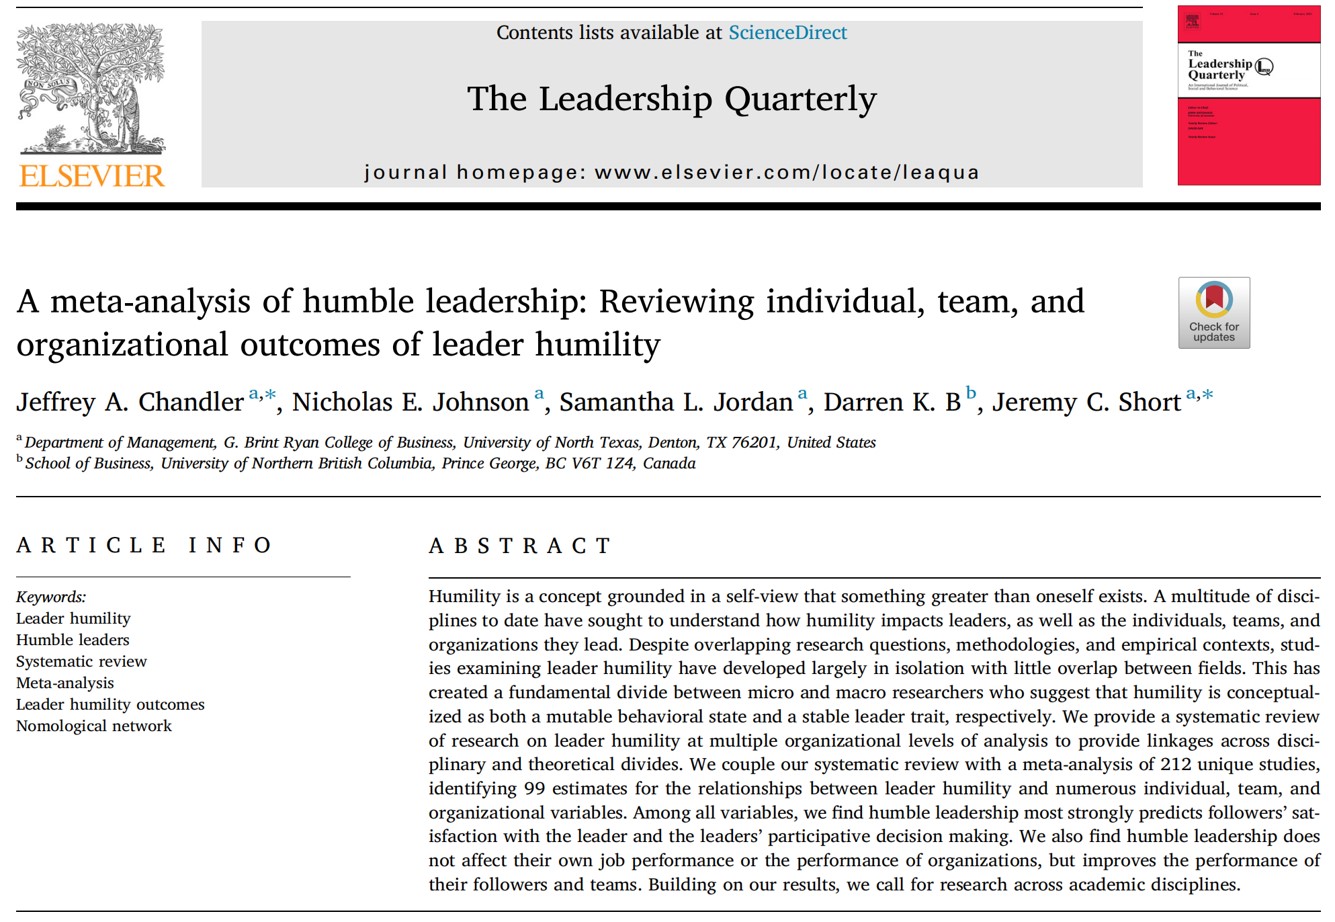 Contents lists available at ScienceDirect
The Leadership Quarterly
journal homepage: www.elsevier.com/locate/leaqua
NON SOLUS
ELSEVIER
The
Leadership
Quarterly
A meta-analysis of humble leadership: Reviewing individual, team, and
organizational outcomes of leader humility
Check for
updates
Jeffrey A. Chandler a,*, Nicholas E. Johnson a, Samantha L. Jordan a, Darren K. B b, Jeremy C. Short a,*
a Department of Management, G. Brint Ryan College of Business, University of North Texas, Denton, TX 76201, United States
b School of Business, University of Northern British Columbia, Prince George, BC V6T 1Z4, Canada
ARTICLE INFO
Keywords:
Leader humility
Humble leaders
Systematic review
Meta-analysis
Leader humility outcomes
Nomological network
ABSTRACT
Humility is a concept grounded in a self-view that something greater than oneself exists. A multitude of disci-
plines to date have sought to understand how humility impacts leaders, as well as the individuals, teams, and
organizations they lead. Despite overlapping research questions, methodologies, and empirical contexts, stud-
ies examining leader humility have developed largely in isolation with little overlap between fields. This has
created a fundamental divide between micro and macro researchers who suggest that humility is conceptual-
ized as both a mutable behavioral state and a stable leader trait, respectively. We provide a systematic review
of research on leader humility at multiple organizational levels of analysis to provide linkages across disci-
plinary and theoretical divides. We couple our systematic review with a meta-analysis of 212 unique studies,
identifying 99 estimates for the relationships between leader humility and numerous individual, team, and
organizational variables. Among all variables, we find humble leadership most strongly predicts followers' sat-
isfaction with the leader and the leaders' participative decision making. We also find humble leadership does
not affect their own job performance or the performance of organizations, but improves the performance of
their followers and teams. Building on our results, we call for research across academic disciplines.